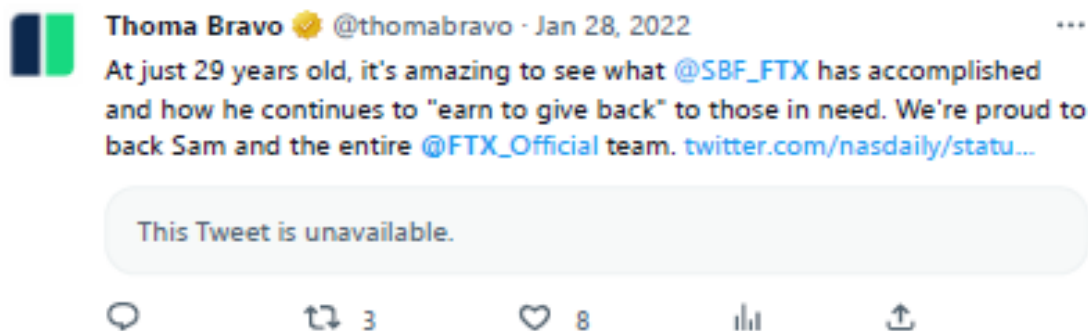 Thoma Bravo @thomabravo · Jan 28, 2022
At just 29 years old, it's amazing to see what @SBF_FTX has accomplished
and how he continues to "earn to give back" to those in need. We're proud to
back Sam and the entire @FTX_Official team. twitter.com/nasdaily/statu...
This Tweet is unavailable.
3 8